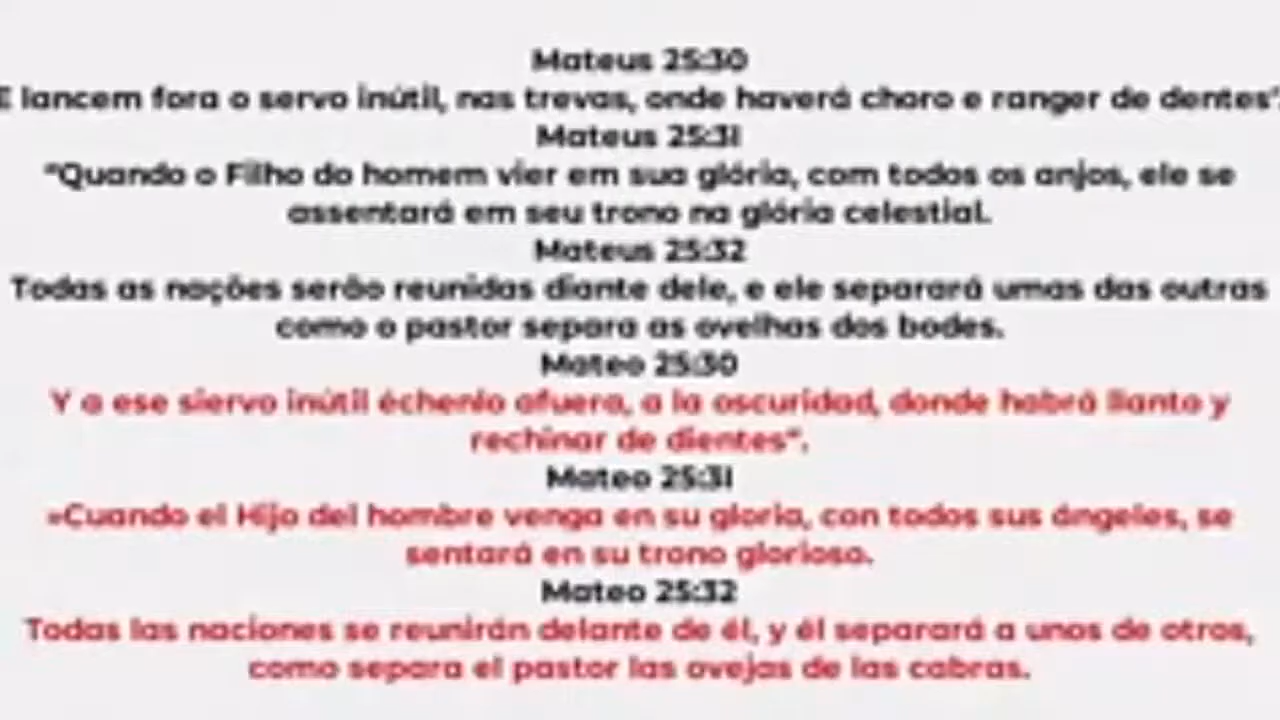 Mateus 25:30
E lancem fora o servo inútil, nas trevas, onde haverá choro e ranger de dentes".
Mateus 25:31
"Quando o Filho do homem vier em sua glória, com todos os anjos, ele se
assentará em seu trono na glória celestial.
Mateus 25:32
Todas as nações serão reunidas diante dele, e ele separará umas das outras
como o pastor separa as ovelhas dos bodes.
Mateo 25:30
Y a ese siervo inútil échenlo afuera, a la oscuridad, donde habrá llanto y
rechinar de dientes".
Mateo 25:31
»Cuando el Hijo del hombre venga en su gloria, con todos sus ángeles, se
sentará en su trono glorioso.
Mateo 25:32
Todas las naciones se reunirán delante de él, y él separará a unos de otros,
como separa el pastor las ovejas de las cabras.